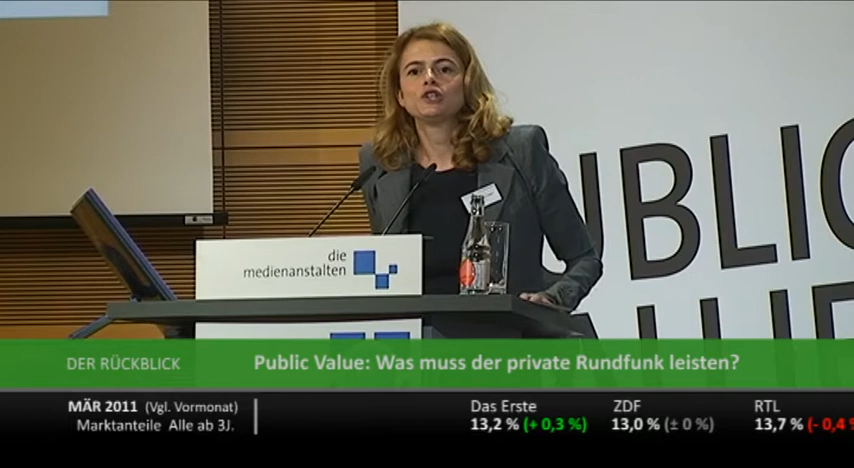 UBLIC
die
medienanstalten
DER RÜCKBLICK
Public Value: Was muss der private Rundfunk leisten?
MÄR 2011 (Vgl. Vormonat)
Marktanteile Alle ab 3J.
Das Erste
13,2 % (+ 0,3 %)
ZDF
13,0 % (± 0 %)
RTL
13,7 % (- 0,4 %